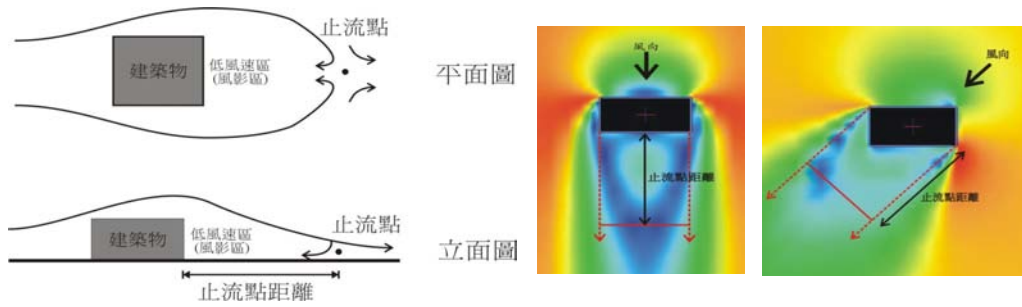 止流點
建築物
低風速區
(風影區)
平面圖
止流點
建築物
低風速區
(風影區)
立面圖
止流點距離
風向
止流點距離
風向
止流點距離